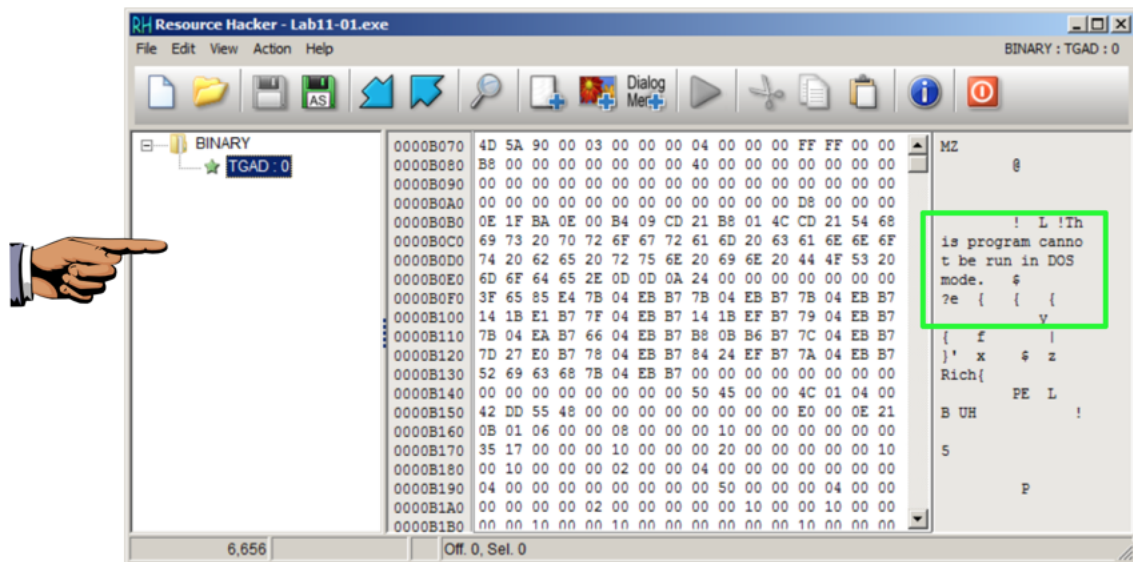 Resource Hacker - Lab11-01.exe
File Edit View Action Help
BINARY : TGAD : 0
AS
Dialog
Men
BINARY
TGAD : 0
0000B070 4D 5A 90 00 03 00 00 00 04 00 00 00 FF FF 00 00 MZ
0000B080 B8 00 00 00 00 00 00 00 40 00 00 00 00 00 00 00 @
0000B090 00 00 00 00 00 00 00 00 00 00 00 00 00 00 00 00
0000B0A0 00 00 00 00 00 00 00 00 00 00 00 00 D8 00 00 00
0000B0B0 0E 1F BA 0E 00 B4 09 CD 21 B8 01 4C CD 21 54 68 ! L !Th
0000B0C0 69 73 20 70 72 6F 67 72 61 6D 20 63 61 6E 6E 6F is program canno
0000B0D0 74 20 62 65 20 72 75 6E 20 69 6E 20 44 4F 53 20 t be run in DOS
0000B0E0 6D 6F 64 65 2E 0D 0D 0A 24 00 00 00 00 00 00 00 mode. $
0000B0F0 3F 65 85 E4 7B 04 EB B7 7B 04 EB B7 7B 04 EB B7 ?e { { {
0000B100 14 1B E1 B7 7F 04 EB B7 14 1B EF B7 79 04 EB B7 y
0000B110 7B 04 EA B7 66 04 EB B7 B8 0B B6 B7 7C 04 EB B7 { f |
0000B120 7D 27 E0 B7 78 04 EB B7 84 24 EF B7 7A 04 EB B7 }' x $ z
0000B130 52 69 63 68 7B 04 EB B7 00 00 00 00 00 00 00 00 Rich{
0000B140 00 00 00 00 00 00 00 00 50 45 00 00 4C 01 04 00 PE L
0000B150 42 DD 55 48 00 00 00 00 00 00 00 00 E0 00 0E 21 B UH !
0000B160 0B 01 06 00 00 08 00 00 00 10 00 00 00 00 00 00
0000B170 35 17 00 00 00 10 00 00 00 20 00 00 00 00 00 10 5
0000B180 00 10 00 00 00 02 00 00 04 00 00 00 00 00 00 00
0000B190 04 00 00 00 00 00 00 00 00 50 00 00 00 04 00 00 P
0000B1A0 00 00 00 00 02 00 00 00 00 00 10 00 00 10 00 00
0000B1B0 00 00 10 00 00 10 00 00 00 00 00 00 10 00 00 00
6,656
Off. 0, Sel. 0